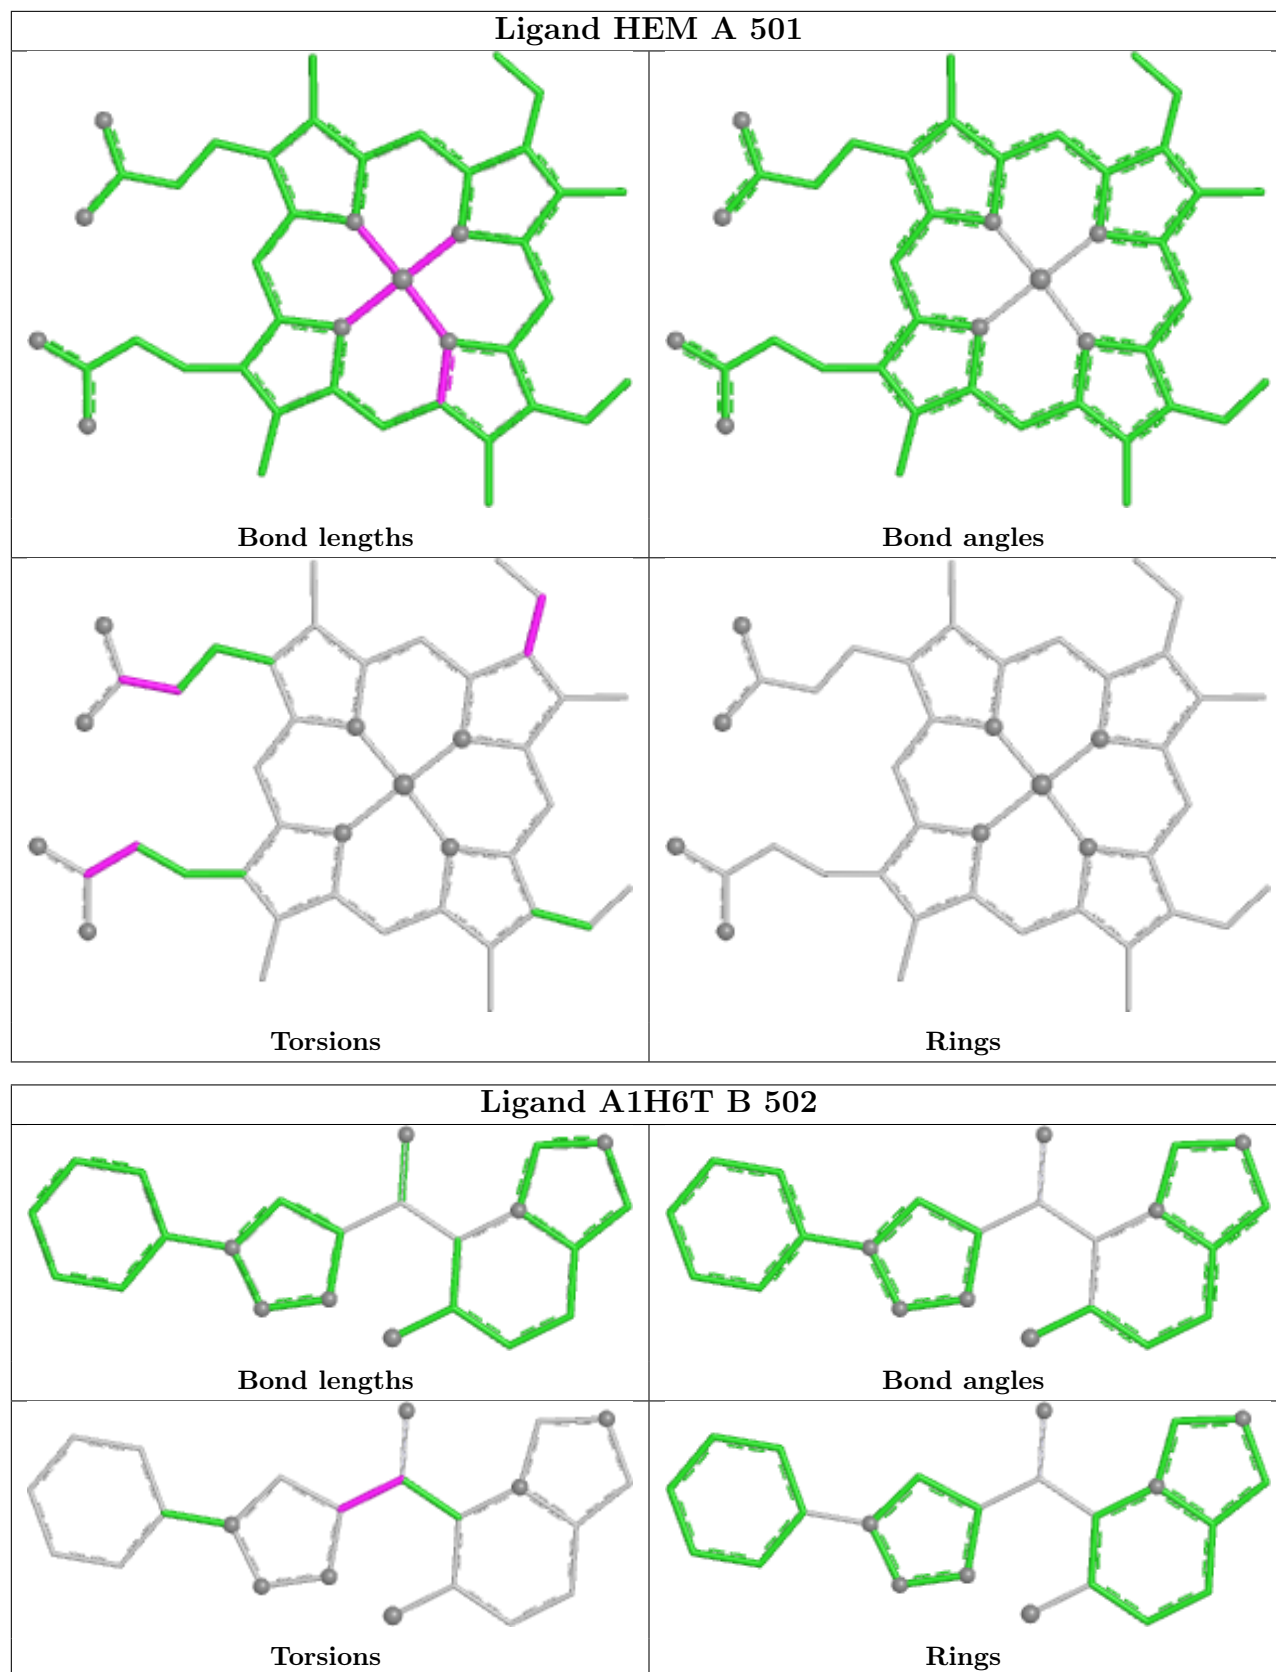 Ligand HEM A 501
Bond lengths
Bond angles
Torsions
Rings
Ligand A1H6T B 502
Bond lengths
Bond angles
Torsions
Rings